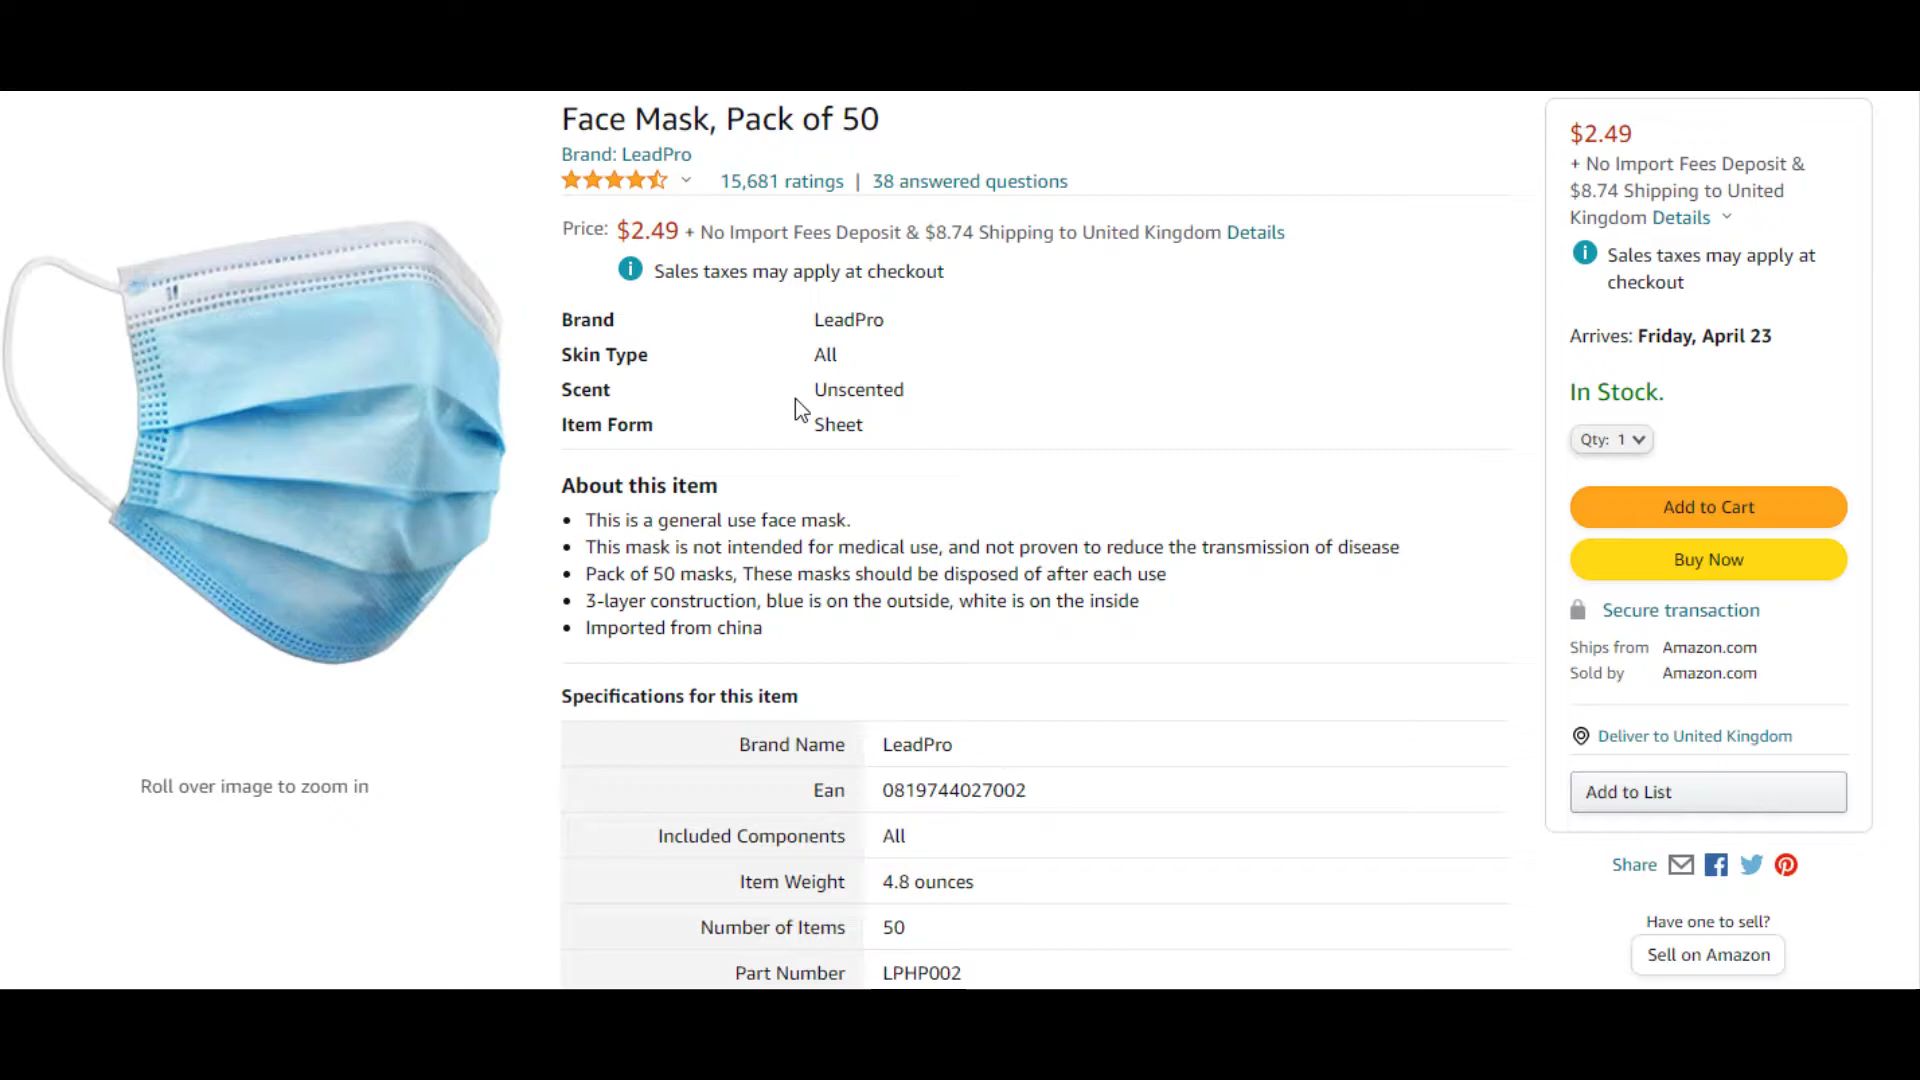 Face Mask, Pack of 50
Brand: LeadPro
15,681 ratings | 38 answered questions
Price: $2.49 + No Import Fees Deposit & $8.74 Shipping to United Kingdom Details
Sales taxes may apply at checkout
Brand LeadPro
Skin Type All
Scent Unscented
Item Form Sheet
About this item
This is a general use face mask.
This mask is not intended for medical use, and not proven to reduce the transmission of disease
Pack of 50 masks, These masks should be disposed of after each use
3-layer construction, blue is on the outside, white is on the inside
Imported from china
Specifications for this item
Brand Name LeadPro
Ean 0819744027002
Included Components All
Item Weight 4.8 ounces
Number of Items 50
Part Number LPHP002
Roll over image to zoom in
$2.49
+ No Import Fees Deposit &
$8.74 Shipping to United
Kingdom Details
Sales taxes may apply at
checkout
Arrives: Friday, April 23
In Stock.
Qty: 1
Add to Cart
Buy Now
Secure transaction
Ships from Amazon.com
Sold by Amazon.com
Deliver to United Kingdom
Add to List
Share
Have one to sell?
Sell on Amazon